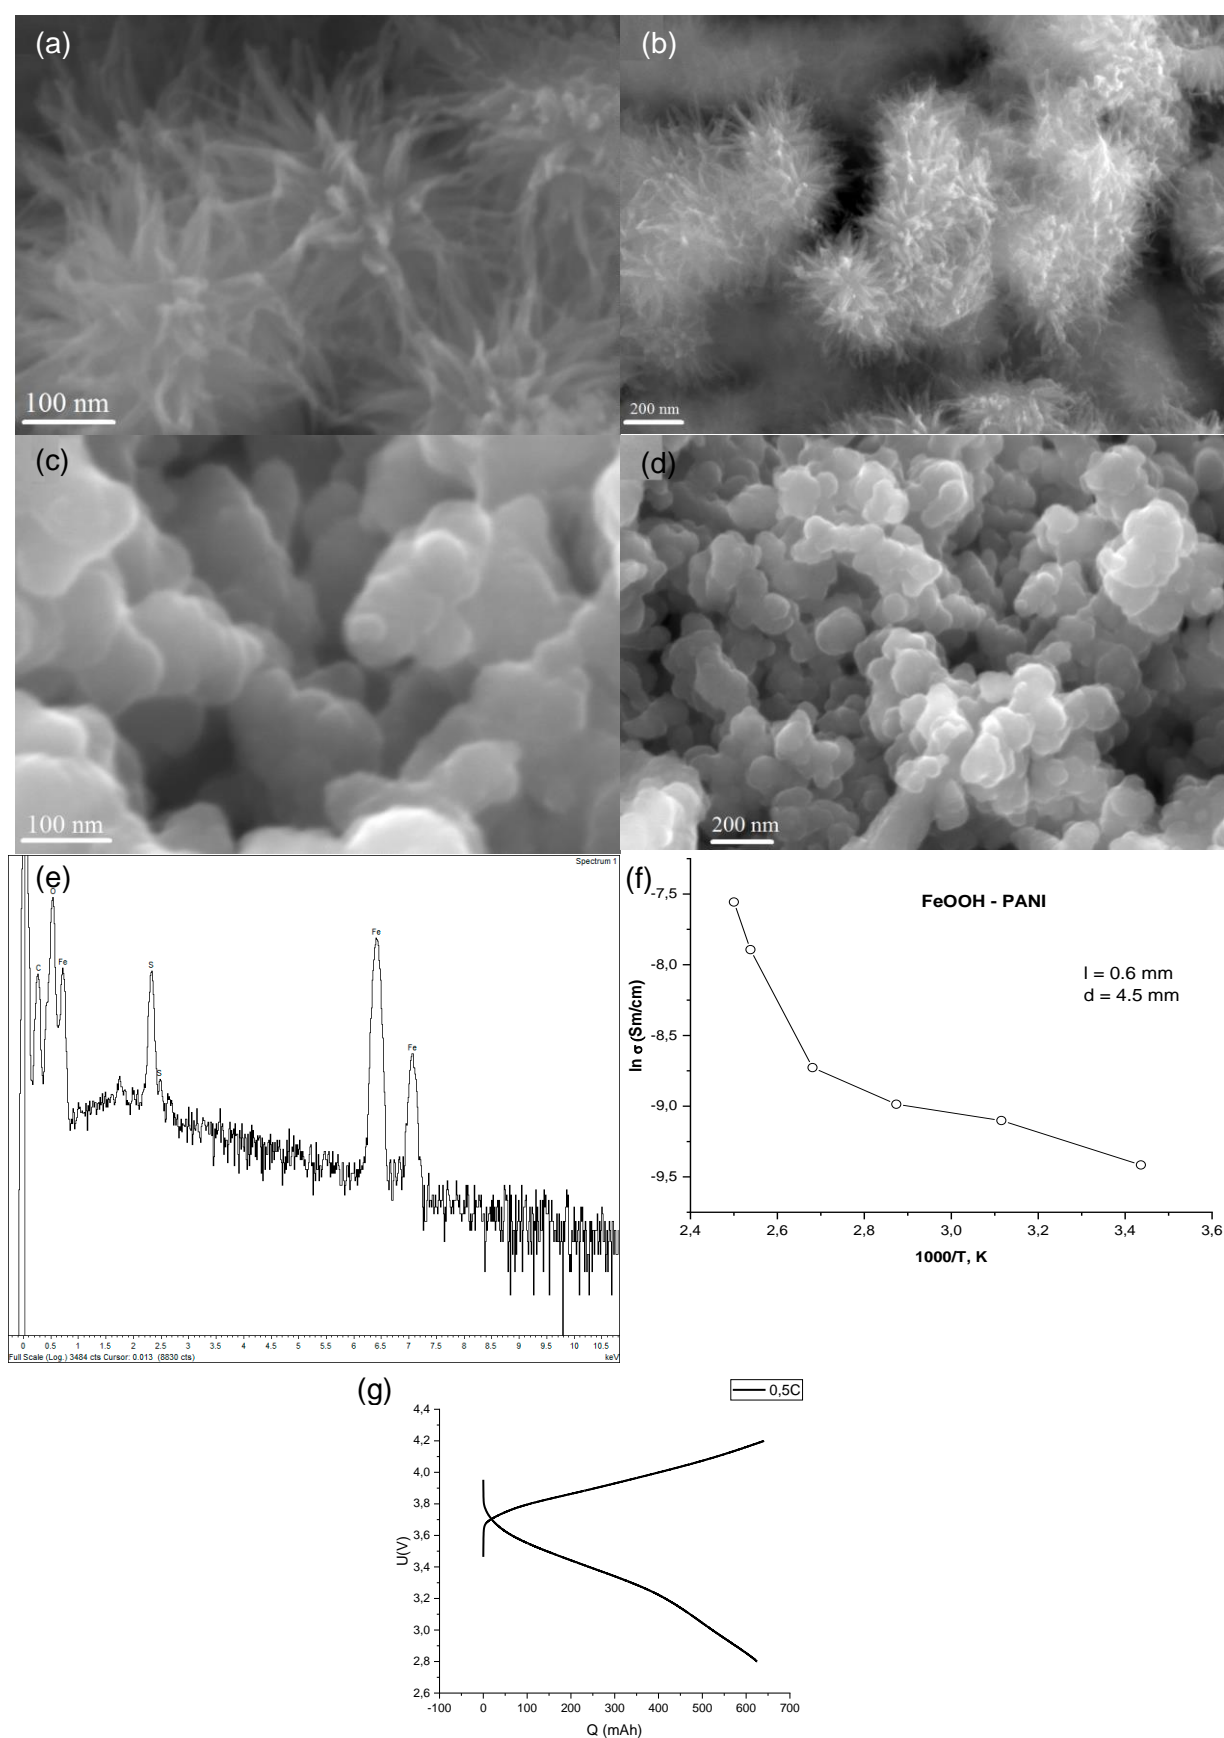 (a)
100 nm
(b)
200 nm
(c)
100 nm
(d)
200 nm
(e)
Spectrum 1
C
O
Fe
S
S
Fe
Fe
0 0.5 1 1.5 2 2.5 3 3.5 4 4.5 5 5.5 6 6.5 7 7.5 8 8.5 9 9.5 10 10.5
Full Scale (Log.) 3484 cts Cursor: 0.013 (8830 cts)
keV
(f)
FeOOH - PANI
l = 0.6 mm
d = 4.5 mm
ln σ (Sm/cm)
-7,5
-8,0
-8,5
-9,0
-9,5
2,4 2,6 2,8 3,0 3,2 3,4 3,6
1000/T, K
(g)
0,5C
U(V)
4,4
4,2
4,0
3,8
3,6
3,4
3,2
3,0
2,8
2,6
-100 0 100 200 300 400 500 600 700
Q (mAh)